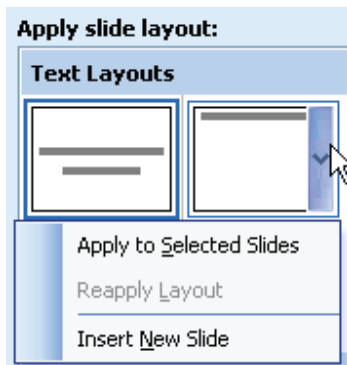 Apply slide layout:
Text Layouts
Apply to Selected Slides
Reapply Layout
Insert New Slide